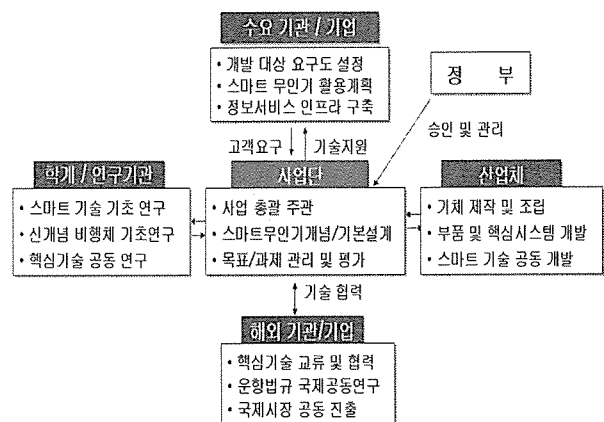 수요 기관 / 기업
• 개발 대상 요구도 설정
• 스마트 무인기 활용계획
• 정보서비스 인프라 구축
정 부
승인 및 관리
고객요구
기술지원
학계 / 연구기관
• 스마트 기술 기초 연구
• 신개념 비행체 기초연구
• 핵심기술 공동 연구
사업단
• 사업 총괄 주관
• 스마트무인기개념/기본설계
• 목표/과제 관리 및 평가
산업체
• 기체 제작 및 조립
• 부품 및 핵심시스템 개발
• 스마트 기술 공동 개발
기술 협력
해외 기관/기업
• 핵심기술 교류 및 협력
• 운항법규 국제공동연구
• 국제시장 공동 진출